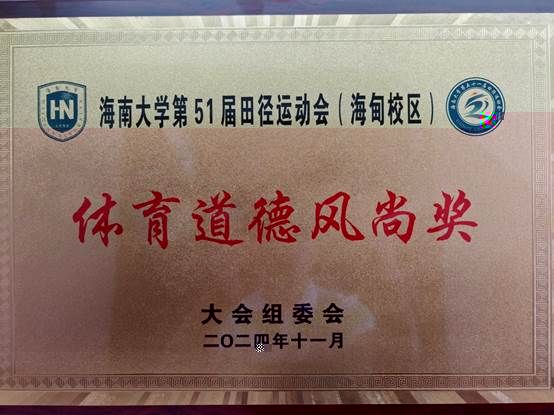 海南大学第51届田径运动会（海甸校区）
体育道德风尚奖
大会组委会
二〇二四年十一月
HN